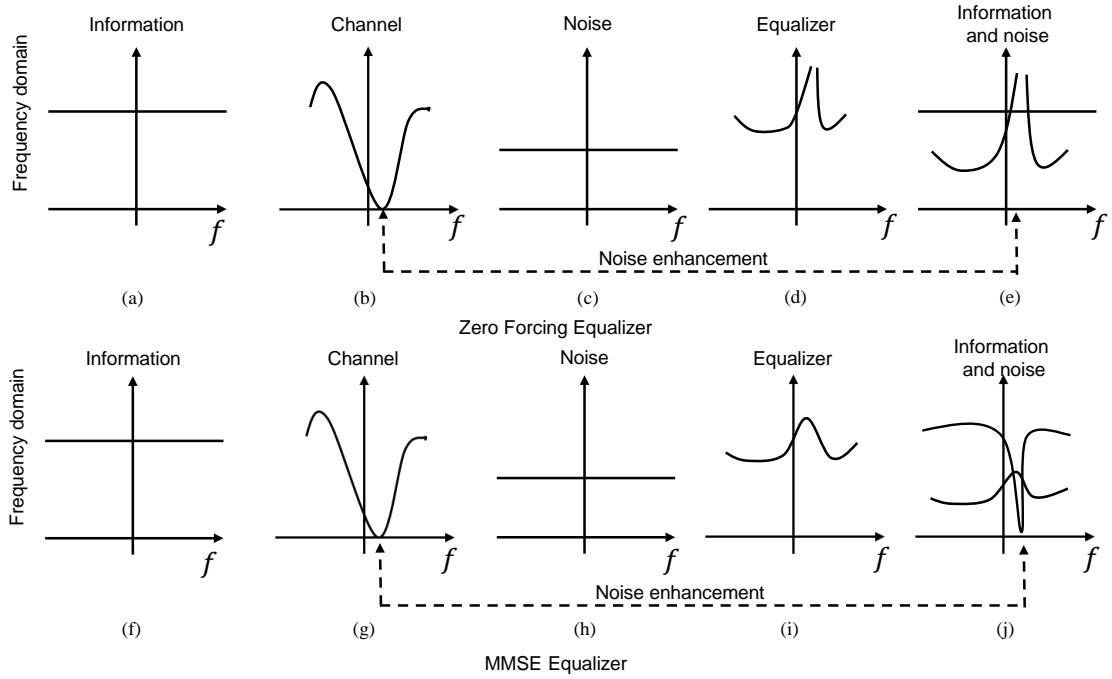 Information
Channel
Noise
Equalizer
Information
and noise
Frequency domain
f
f
f
f
f
Noise enhancement
(a)
(b)
(c)
(d)
(e)
Zero Forcing Equalizer
Information
Channel
Noise
Equalizer
Information
and noise
Frequency domain
f
f
f
f
f
Noise enhancement
(f)
(g)
(h)
(i)
(j)
MMSE Equalizer